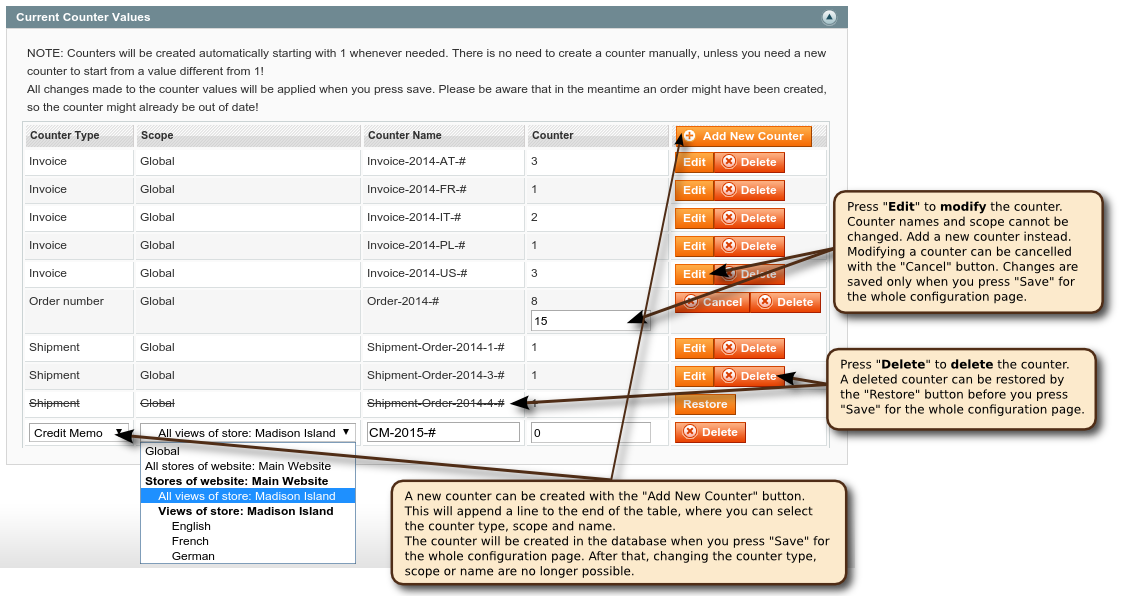 Current Counter Values
NOTE: Counters will be created automatically starting with 1 whenever needed. There is no need to create a counter manually, unless you need a new
counter to start from a value different from 1!
All changes made to the counter values will be applied when you press save. Please be aware that in the meantime an order might have been created,
so the counter might already be out of date!
Counter Type Scope Counter Name Counter Add New Counter
Invoice Global Invoice-2014-AT-# 3 Edit Delete
Invoice Global Invoice-2014-FR-# 1 Edit Delete
Invoice Global Invoice-2014-IT-# 2 Edit Delete
Invoice Global Invoice-2014-PL-# 1 Edit Delete
Invoice Global Invoice-2014-US-# 3 Edit Delete
Order number Global Order-2014-# 8 Cancel Delete
15
Shipment Global Shipment-Order-2014-1-# 1 Edit Delete
Shipment Global Shipment-Order-2014-3-# 1 Edit Delete
Shipment Global Shipment-Order-2014-4-# Restore
Credit Memo All views of store: Madison Island CM-2015-# 0 Delete
Global
All stores of website: Main Website
Stores of website: Main Website
All views of store: Madison Island
Views of store: Madison Island
English
French
German
Press "Edit" to modify the counter.
Counter names and scope cannot be
changed. Add a new counter instead.
Modifying a counter can be cancelled
with the "Cancel" button. Changes are
saved only when you press "Save" for
the whole configuration page.
Press "Delete" to delete the counter.
A deleted counter can be restored by
the "Restore" button before you press
"Save" for the whole configuration page.
A new counter can be created with the "Add New Counter" button.
This will append a line to the end of the table, where you can select
the counter type, scope and name.
The counter will be created in the database when you press "Save" for
the whole configuration page. After that, changing the counter type,
scope or name are no longer possible.